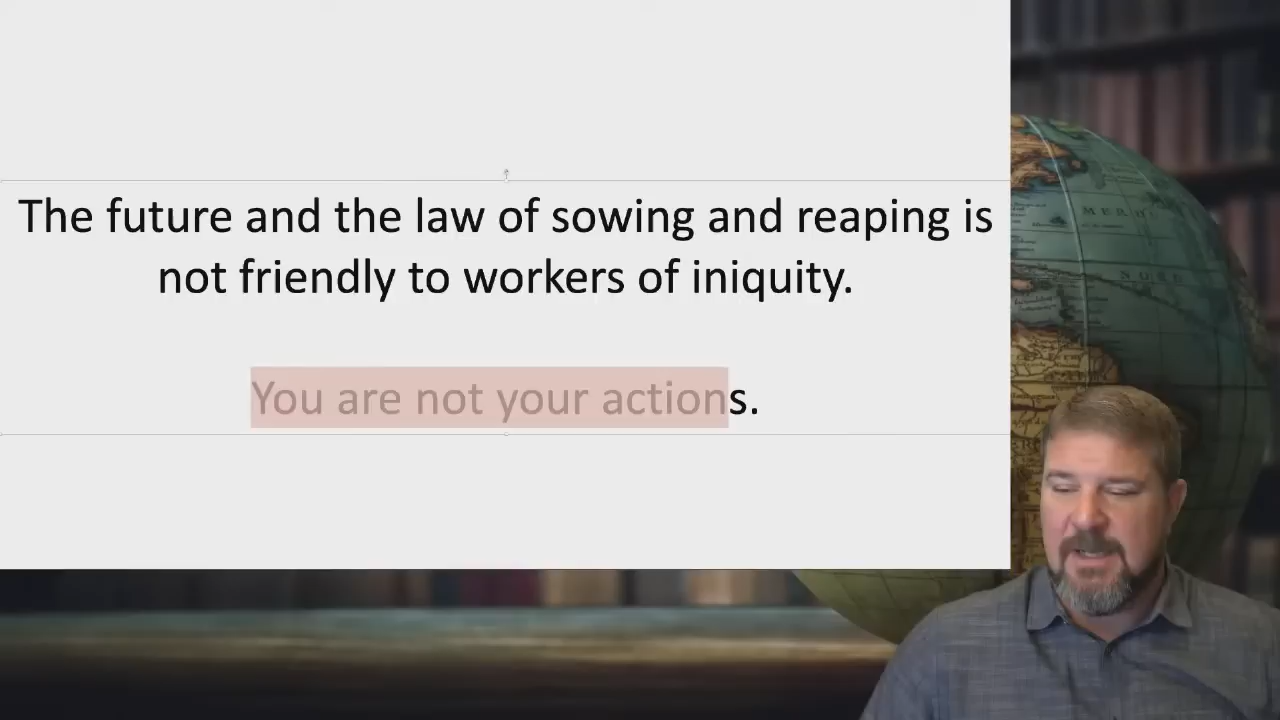 The future and the law of sowing and reaping is
not friendly to workers of iniquity.
You are not your actions.